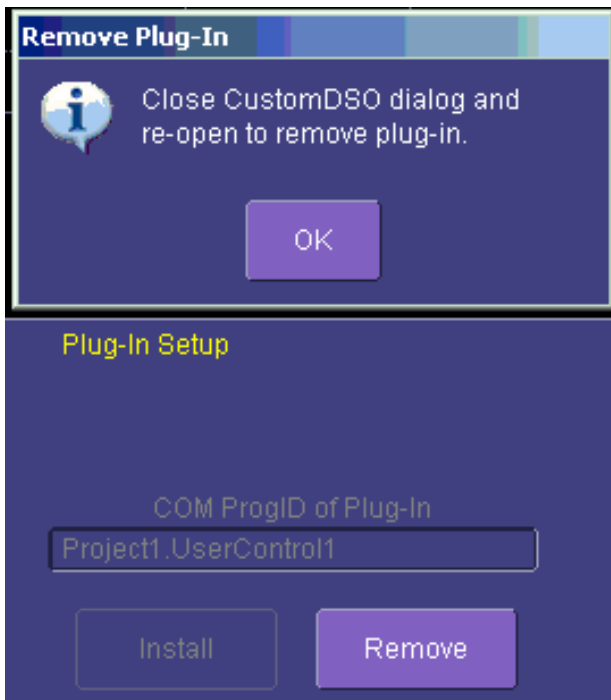 Remove Plug-In
Close CustomDSO dialog and
re-open to remove plug-in.
OK
Plug-In Setup
COM ProgID of Plug-In
Project1.UserControl1
Install
Remove